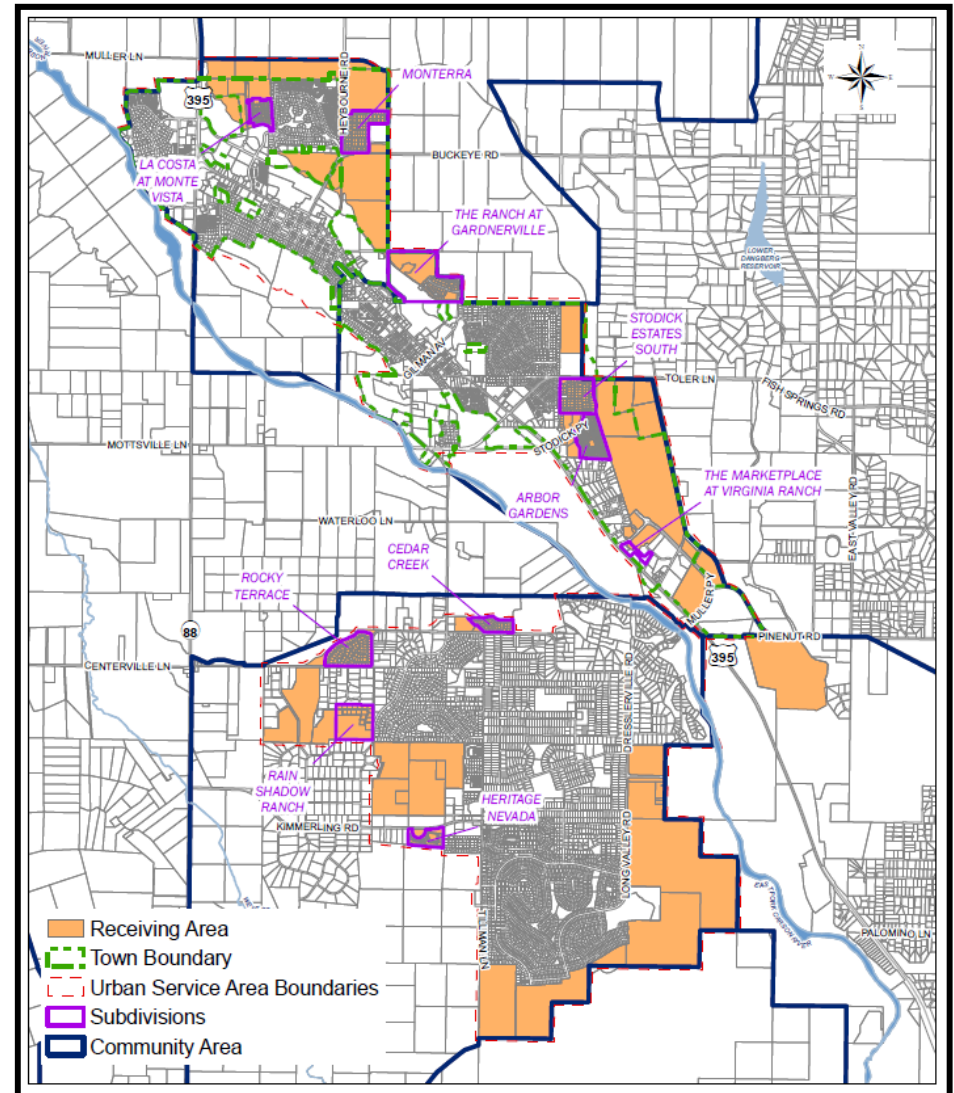 MULLER LN
395
HEYBOURNE RD
MONTERRA
N
W
E
S
BUCKEYE RD
LA COSTA
AT MONTE
VISTA
THE RANCH AT
GARDNERVILLE
LOWER
DANGBERG
RESERVOIR
STODICK
ESTATES
SOUTH
GILMAN AV
TOLER LN
FISH SPRINGS RD
MOTTSVILLE LN
STODICK PY
ARBOR
GARDENS
THE MARKETPLACE
AT VIRGINIA RANCH
EAST VALLEY RD
WATERLOO LN
CEDAR
CREEK
ROCKY
TERRACE
MULLER PY
88
PINENUT RD
CENTERVILLE LN
395
DRESSLERVILLE RD
RAIN
SHADOW
RANCH
HERITAGE
NEVADA
KIMMERLING RD
LONG VALLEY RD
EAST FORK CARSON RIVER
TILLMAN LN
PALOMINO LN
Receiving Area
Town Boundary
Urban Service Area Boundaries
Subdivisions
Community Area